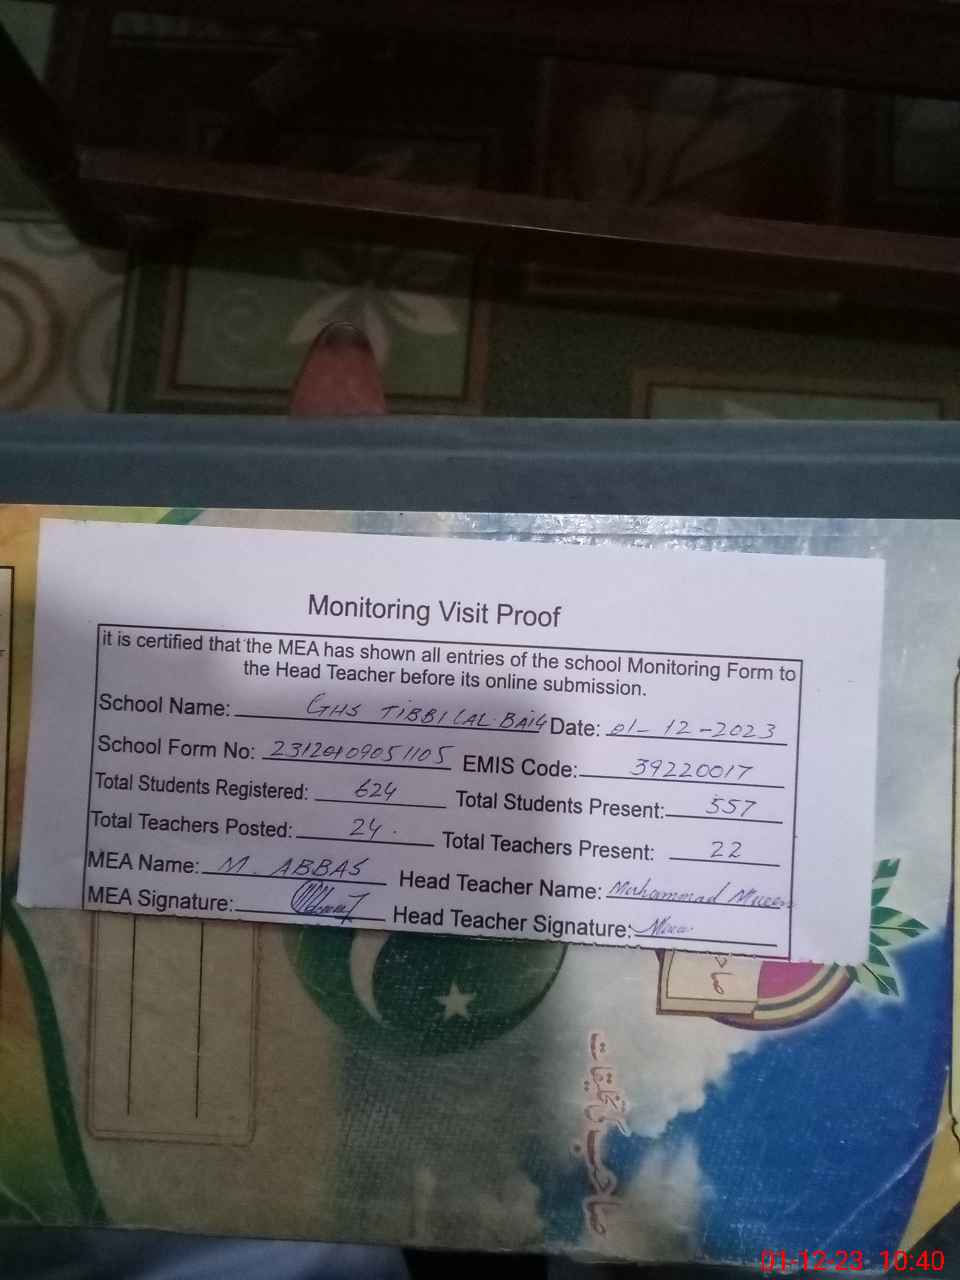 Monitoring Visit Proof
it is certified that the MEA has shown all entries of the school Monitoring Form to
the Head Teacher before its online submission.
School Name: GHS TIBBI LAL BAIG Date: 01-12-2023
School Form No: 23120109051105 EMIS Code: 39220017
Total Students Registered: 624 Total Students Present: 557
Total Teachers Posted: 24. Total Teachers Present: 22
MEA Name: M. ABBAS Head Teacher Name: Muhammad Mueen
MEA Signature: Head Teacher Signature:
صاحب کی تخلیقات
01-12-23 10:40